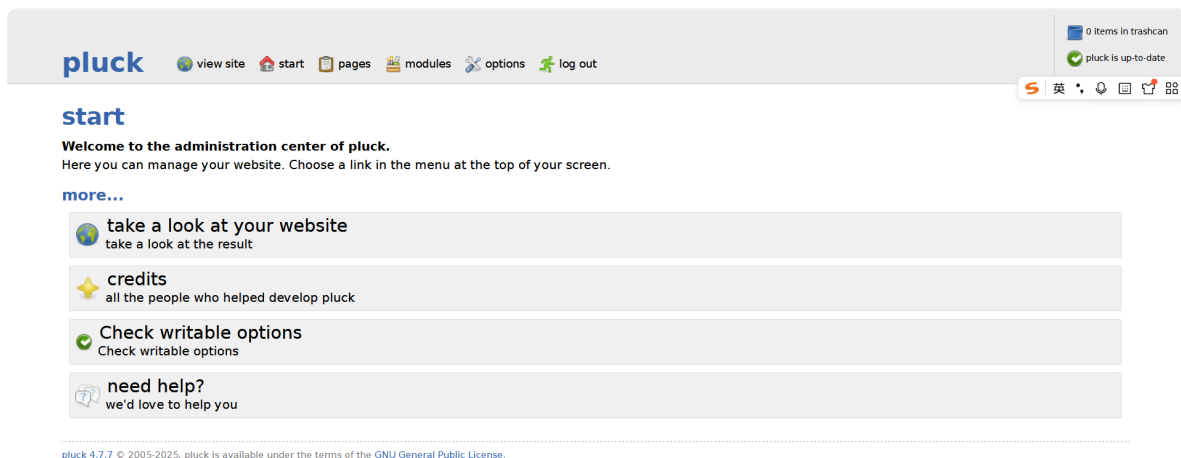 0 items in trashcan
pluck view site start pages modules options log out
pluck is up-to-date
英
start
Welcome to the administration center of pluck.
Here you can manage your website. Choose a link in the menu at the top of your screen.
more...
take a look at your website
take a look at the result
credits
all the people who helped develop pluck
Check writable options
Check writable options
need help?
we'd love to help you
pluck 4.7.7 © 2005-2025. pluck is available under the terms of the GNU General Public License.